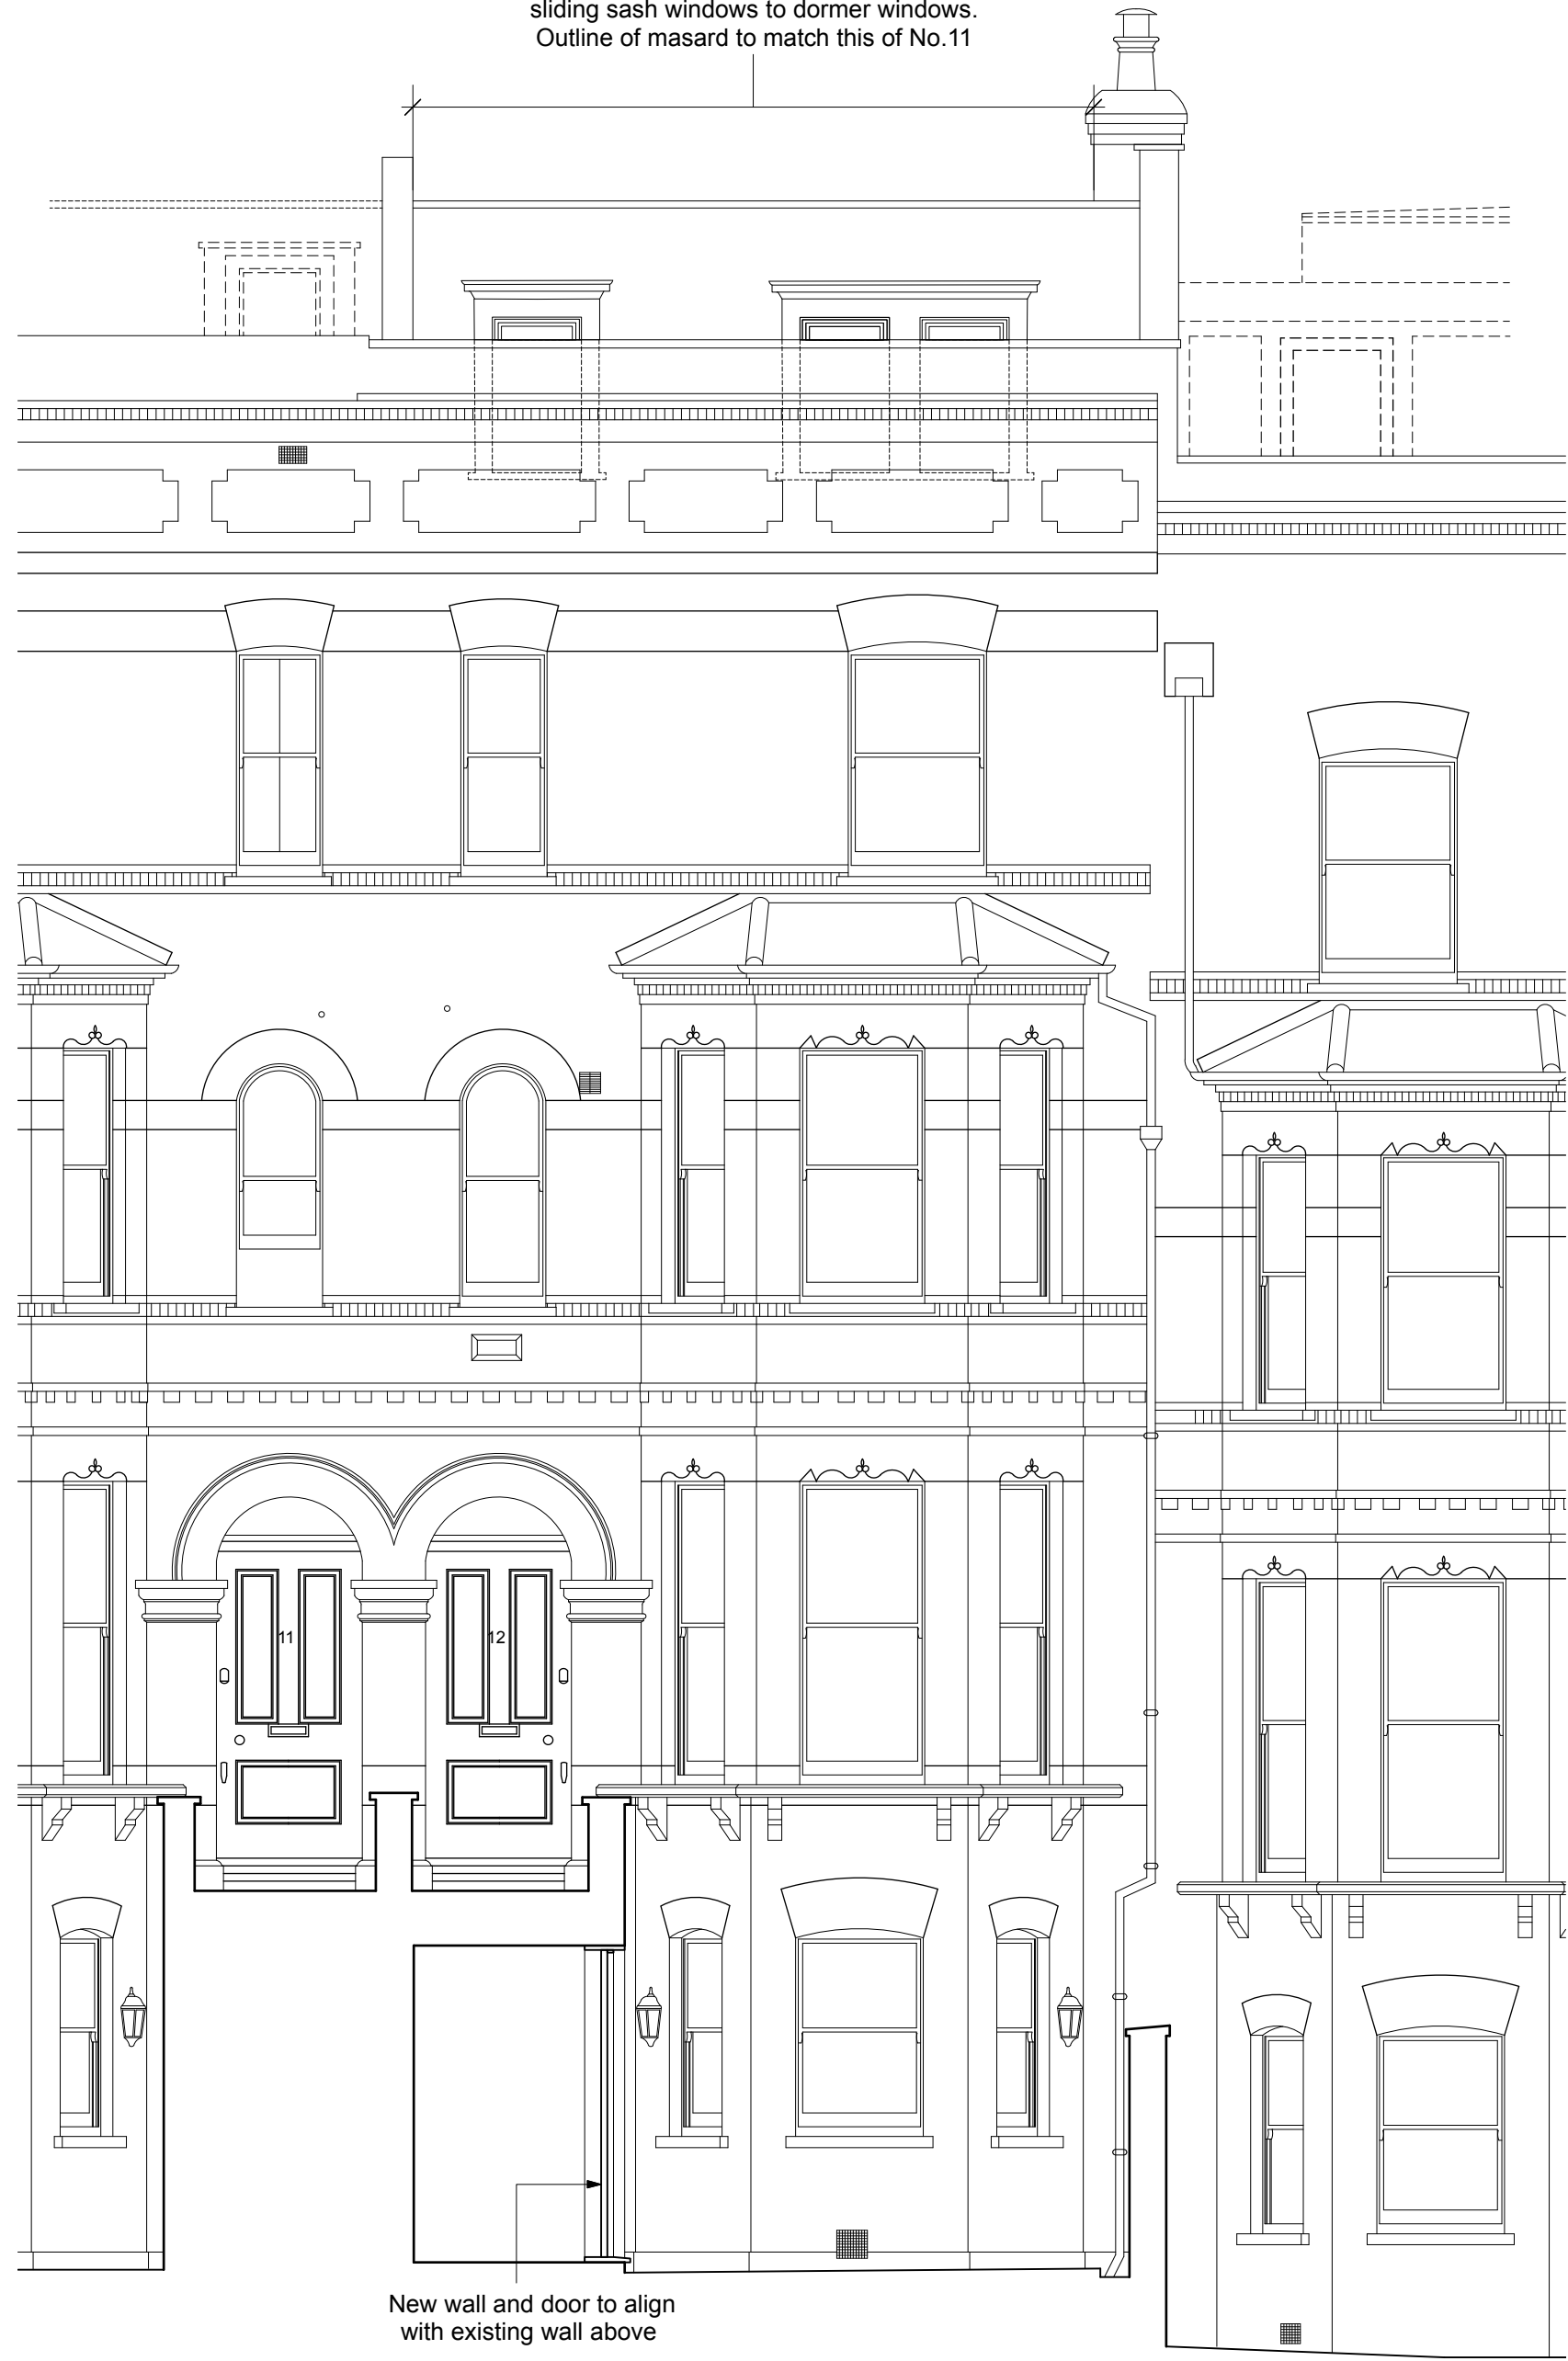 sliding sash windows to dormer windows.
Outline of masard to match this of No.11
11
12
New wall and door to align
with existing wall above